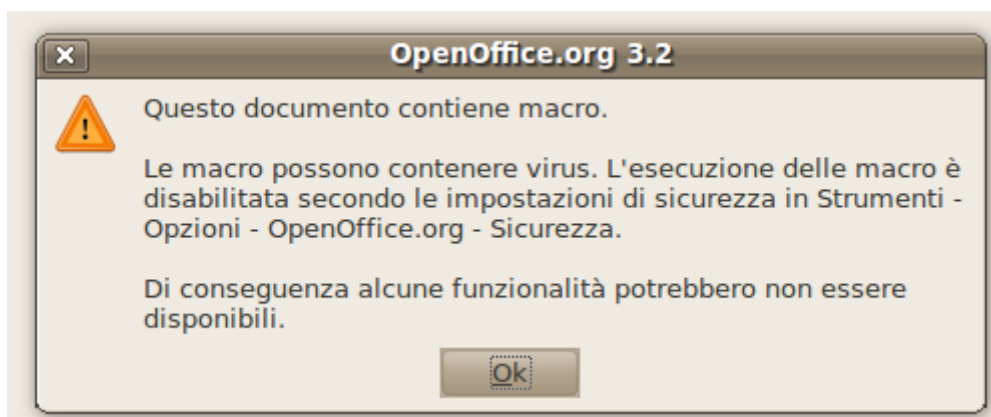 OpenOffice.org 3.2
Questo documento contiene macro.
Le macro possono contenere virus. L'esecuzione delle macro è
disabilitata secondo le impostazioni di sicurezza in Strumenti -
Opzioni - OpenOffice.org - Sicurezza.
Di conseguenza alcune funzionalità potrebbero non essere
disponibili.
Ok